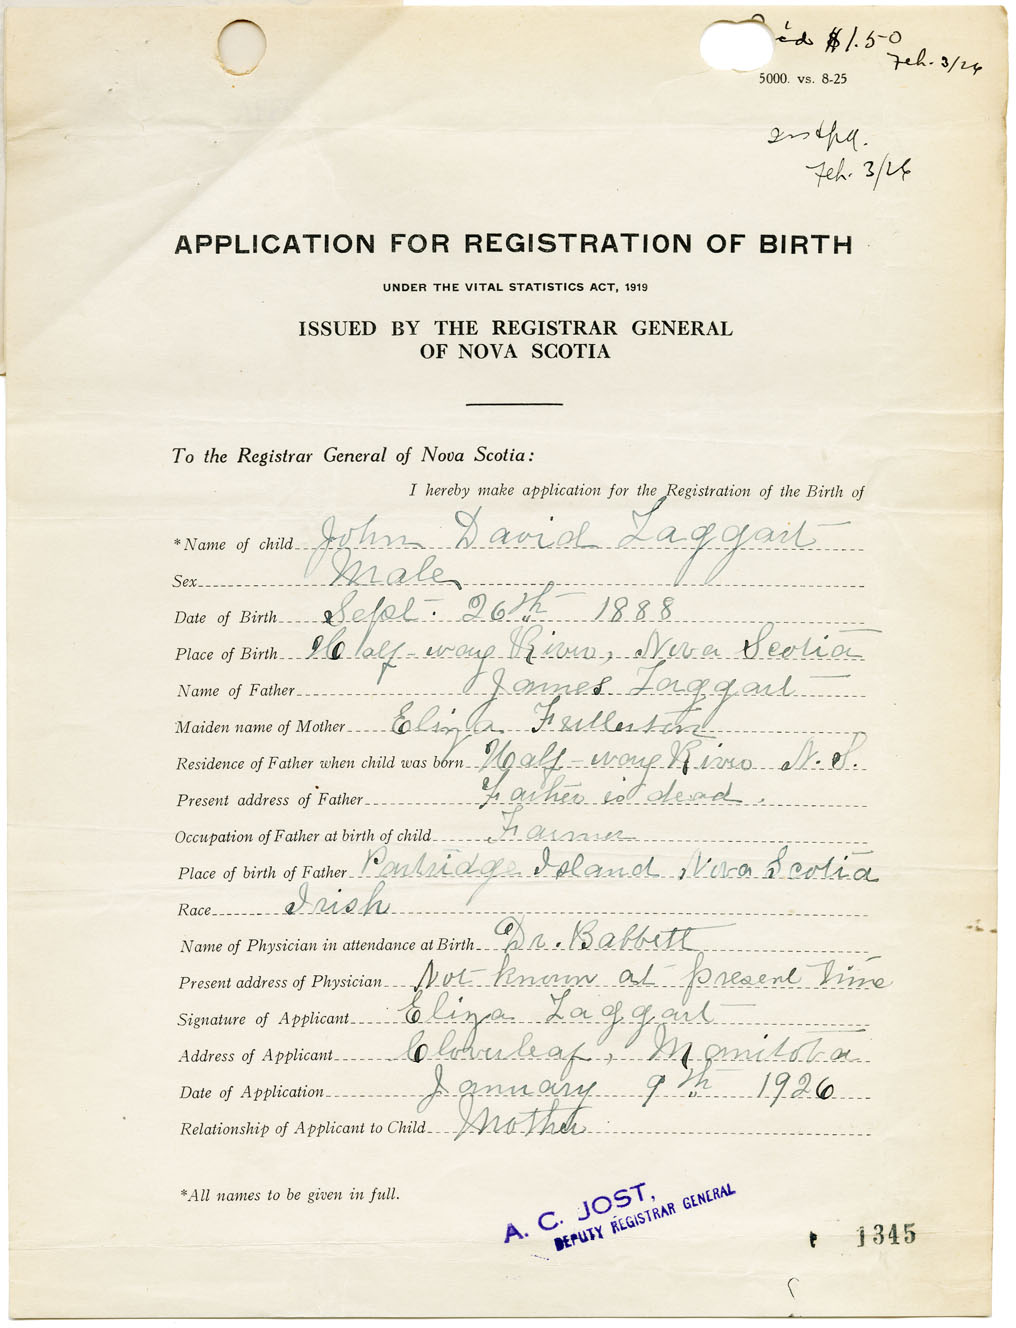 $1.50
Feb. 3/26
5000. vs. 8-25
Feb. 3/26
APPLICATION FOR REGISTRATION OF BIRTH
UNDER THE VITAL STATISTICS ACT, 1919
ISSUED BY THE REGISTRAR GENERAL
OF NOVA SCOTIA
To the Registrar General of Nova Scotia:
I hereby make application for the Registration of the Birth of
*Name of child John David Taggart
Sex Male
Date of Birth Sept. 26th 1888
Place of Birth Half-way River, Nova Scotia
Name of Father James Taggart
Maiden name of Mother Eliza Fullerton
Residence of Father when child was born Half-way River N. S.
Present address of Father Father is dead.
Occupation of Father at birth of child Farmer
Place of birth of Father Partridge Island Nova Scotia
Race Irish
Name of Physician in attendance at Birth Dr. Babbett
Present address of Physician Not known at present time
Signature of Applicant Eliza Taggart
Address of Applicant Cloverleaf, Manitoba
Date of Application January 9th 1926
Relationship of Applicant to Child Mother
*All names to be given in full.
A. C. JOST,
DEPUTY REGISTRAR GENERAL
1345